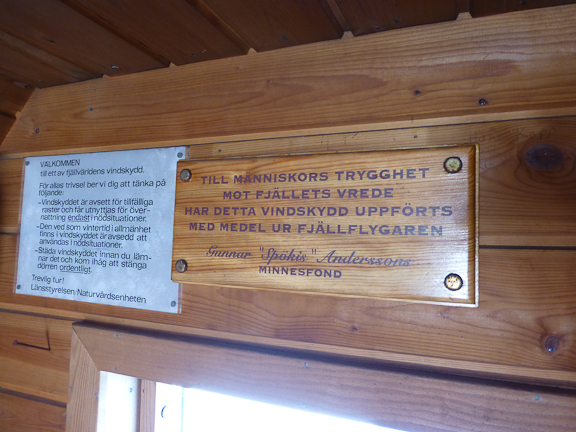 VÄLKOMMEN
till ett av fjällvärldens vindskydd.
För allas trivsel ber vi dig att tänka på
följande:
–Vindskyddet är avsett för tillfälliga
raster och får utnyttjas för över-
nattning endast i nödsituationer.
–Den ved som vintertid i allmänhet
finns i vindskyddet är avsedd att
användas i nödsituationer.
–Städa vindskyddet innan du läm-
nar det och kom ihåg att stänga
dörren ordentligt.
Trevlig tur!
Länsstyrelsen Naturvårdsenheten
TILL MÄNNISKORS TRYGGHET
MOT FJÄLLETS VREDE
HAR DETTA VINDSKYDD UPPFÖRTS
MED MEDEL UR FJÄLLFLYGAREN
Gunnar "Spökis" Anderssons
MINNESFOND